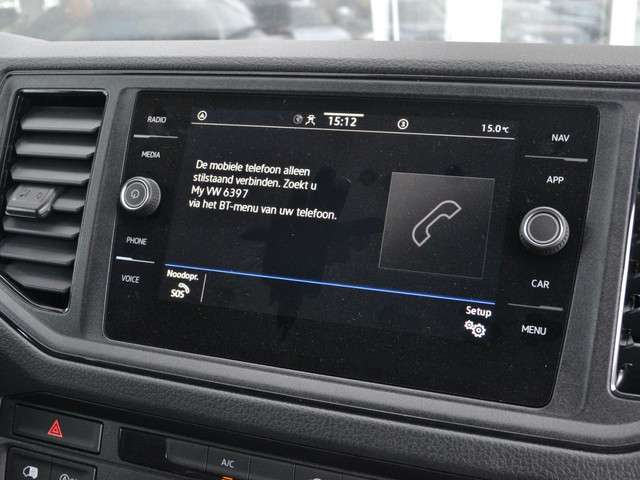 RADIO
MEDIA
PHONE
VOICE
A 15:12 3 15.0°C
De mobiele telefoon alleen
stilstaand verbinden. Zoekt u
My VW 6397
via het BT-menu van uw telefoon.
Noodopr.
SOS
Setup
NAV
APP
CAR
MENU
A/C